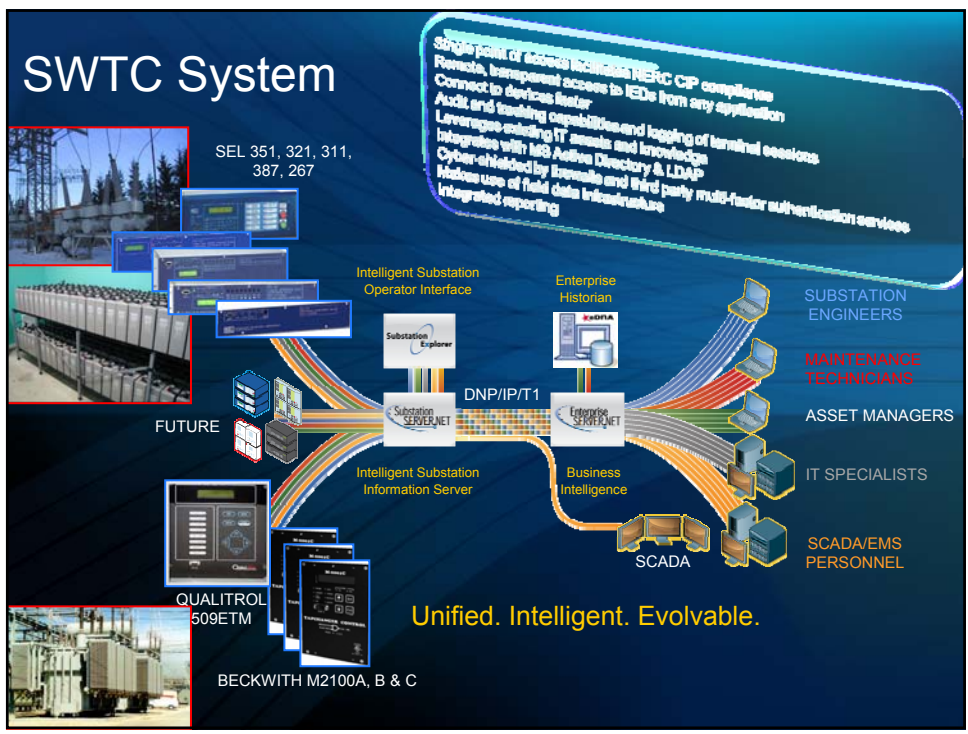 SWTC System
Single point of access facilitates NERC CIP compliance
Remote, transparent access to IEDs from any application
Connect to devices faster
Audit and tracking capabilities and logging of terminal sessions
Leverages existing IT assets and knowledge
Integrates with MS Active Directory & LDAP
Cyber-shielded by firewalls and third party multi-factor authentication services
Makes use of field data infrastructure
Integrated reporting
SEL 351, 321, 311,
387, 267
Intelligent Substation
Operator Interface
Enterprise
Historian
SUBSTATION
ENGINEERS
Substation
Explorer
eDNA
MAINTENANCE
TECHNICIANS
DNP/IP/T1
Substation
SERVER.NET
Enterprise
SERVER.NET
ASSET MANAGERS
FUTURE
Intelligent Substation
Information Server
Business
Intelligence
IT SPECIALISTS
SCADA
SCADA/EMS
PERSONNEL
QUALITROL
509ETM
TAPCHANGER CONTROL
Unified. Intelligent. Evolvable.
BECKWITH M2100A, B & C